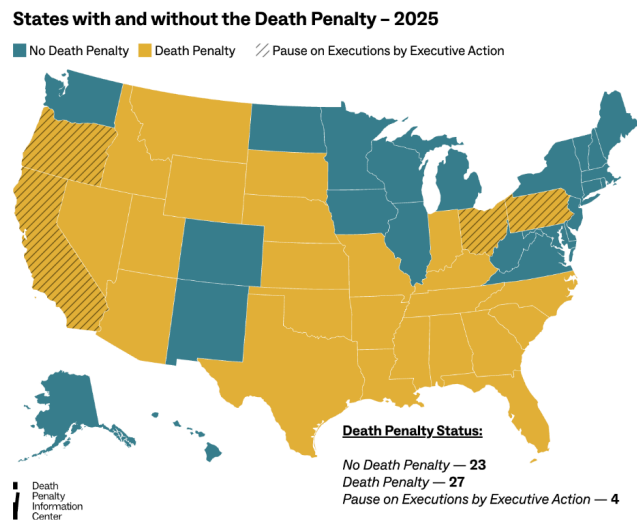 States with and without the Death Penalty – 2025
No Death Penalty Death Penalty Pause on Executions by Executive Action
Death Penalty Status:
No Death Penalty — 23
Death Penalty — 27
Pause on Executions by Executive Action — 4
Death
Penalty
Information
Center